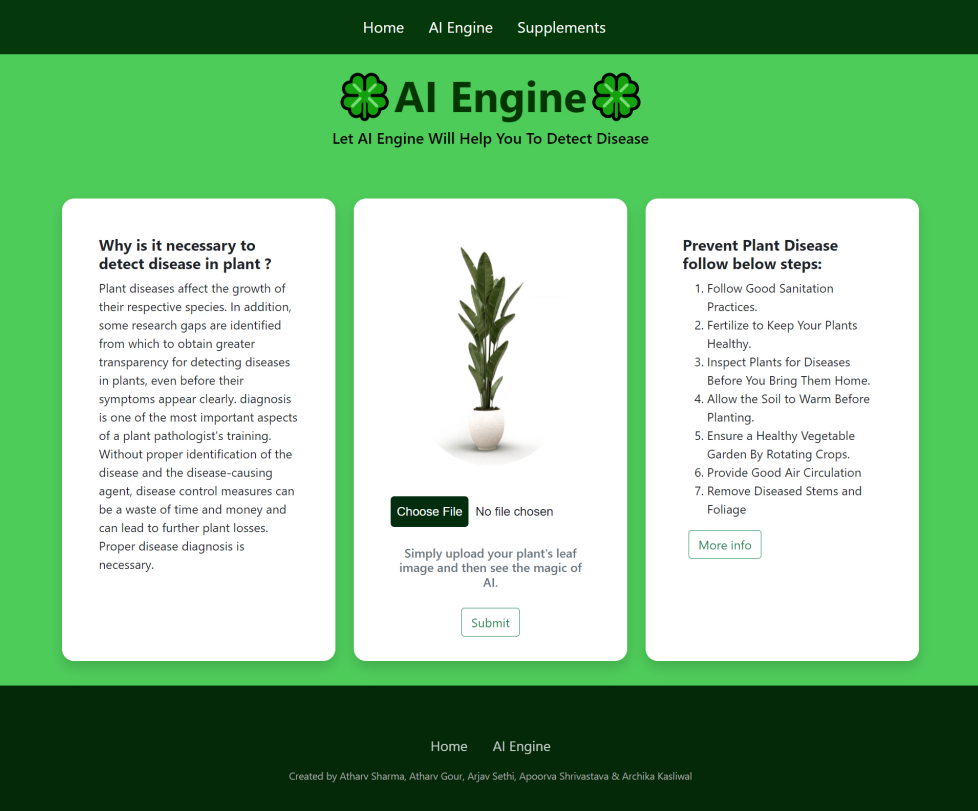 Home AI Engine Supplements
AI Engine
Let AI Engine Will Help You To Detect Disease
Why is it necessary to
detect disease in plant ?
Plant diseases affect the growth of
their respective species. In addition,
some research gaps are identified
from which to obtain greater
transparency for detecting diseases
in plants, even before their
symptoms appear clearly. diagnosis
is one of the most important aspects
of a plant pathologist's training.
Without proper identification of the
disease and the disease-causing
agent, disease control measures can
be a waste of time and money and
can lead to further plant losses.
Proper disease diagnosis is
necessary.
Choose File No file chosen
Simply upload your plant's leaf
image and then see the magic of
AI.
Submit
Prevent Plant Disease
follow below steps:
1. Follow Good Sanitation
Practices.
2. Fertilize to Keep Your Plants
Healthy.
3. Inspect Plants for Diseases
Before You Bring Them Home.
4. Allow the Soil to Warm Before
Planting.
5. Ensure a Healthy Vegetable
Garden By Rotating Crops.
6. Provide Good Air Circulation
7. Remove Diseased Stems and
Foliage
More info
Home AI Engine
Created by Atharv Sharma, Atharv Gour, Arjav Sethi, Apoorva Shrivastava & Archika Kasliwal